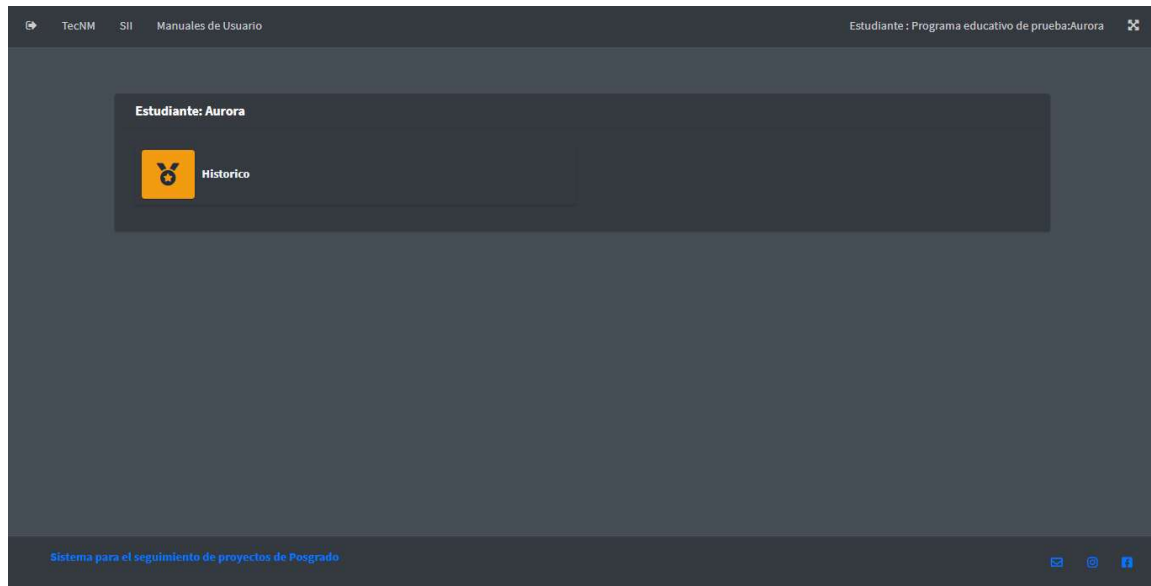 TecNM SII Manuales de Usuario Estudiante : Programa educativo de prueba:Aurora
Estudiante: Aurora
Historico
Sistema para el seguimiento de proyectos de Posgrado